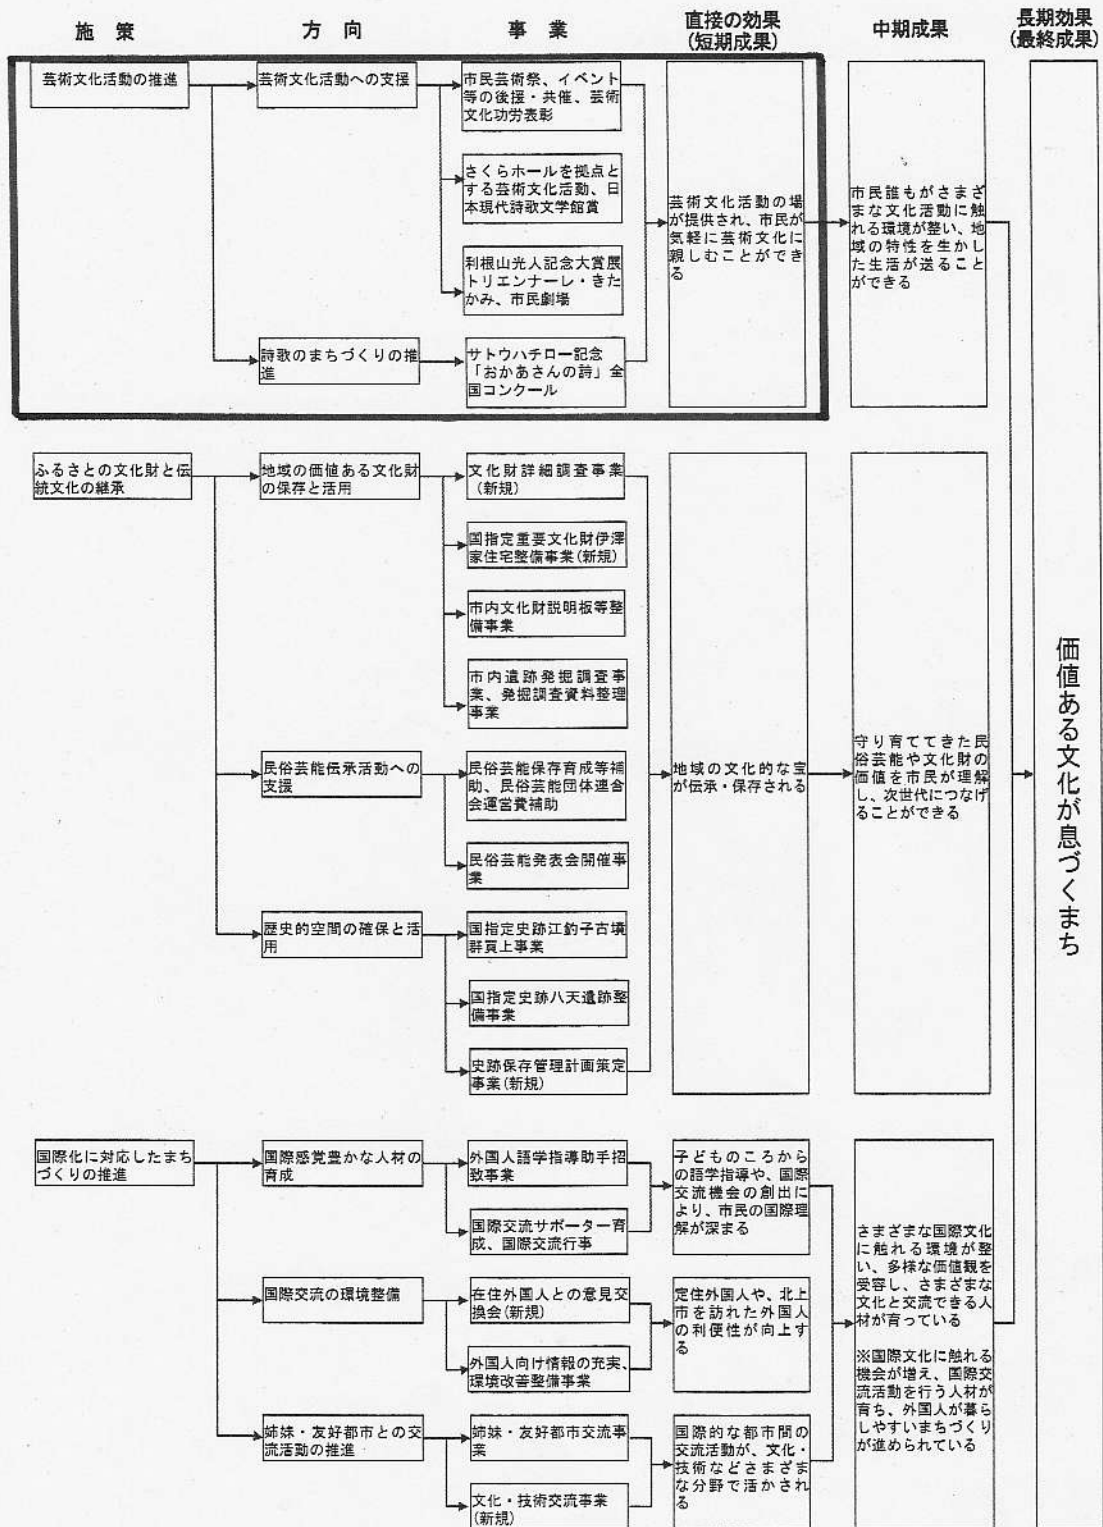 施策
方向
事業
直接の効果
(短期成果)
中期成果
長期効果
(最終成果)
芸術文化活動の推進
芸術文化活動への支援
市民芸術祭、イベント
等の後援・共催、芸術
文化功労表彰
さくらホールを拠点と
する芸術文化活動、日
本現代詩歌文学館賞
利根山光人記念大賞展
トリエンナーレ・きた
かみ、市民劇場
詩歌のまちづくりの推
進
サトウハチロー記念
「おかあさんの詩」全
国コンクール
芸術文化活動の場
が提供され、市民が
気軽に芸術文化に
親しむことができ
る
市民誰もがさまざ
まな文化活動に触
れる環境が整い、地
域の特性を生かし
た生活が送ること
ができる
ふるさとの文化財と伝
統文化の継承
地域の価値ある文化財
の保存と活用
文化財詳細調査事業
(新規)
国指定重要文化財伊澤
家住宅整備事業(新規)
市内文化財説明板等整
備事業
市内遺跡発掘調査事
業、発掘調査資料整理
事業
民俗芸能伝承活動への
支援
民俗芸能保存育成等補
助、民俗芸能団体連合
会運営費補助
民俗芸能発表会開催事
業
歴史的空間の確保と活
用
国指定史跡江釣子古墳
群買上事業
国指定史跡八天遺跡整
備事業
史跡保存管理計画策定
事業(新規)
地域の文化的な宝
が伝承・保存される
守り育ててきた民
俗芸能や文化財の
価値を市民が理解
し、次世代につなげ
ることができる
国際化に対応したまち
づくりの推進
国際感覚豊かな人材の
育成
外国人語学指導助手招
致事業
国際交流サポーター育
成、国際交流行事
国際交流の環境整備
在住外国人との意見交
換会(新規)
外国人向け情報の充実、
環境改善整備事業
姉妹・友好都市との交
流活動の推進
姉妹・友好都市交流事
業
文化・技術交流事業
(新規)
子どものころから
の語学指導や、国際
交流機会の創出に
より、市民の国際理
解が深まる
定住外国人や、北上
市を訪れた外国人
の利便性が向上す
る
国際的な都市間の
交流活動が、文化・
技術などさまざま
な分野で活かされ
る
さまざまな国際文化
に触れる環境が整
い、多様な価値観を
受容し、さまざまな
文化と交流できる人
材が育っている
※国際文化に触れる
機会が増え、国際交
流活動を行う人材が
育ち、外国人が暮ら
しやすいまちづくり
が進められている
価値ある文化が息づくまち